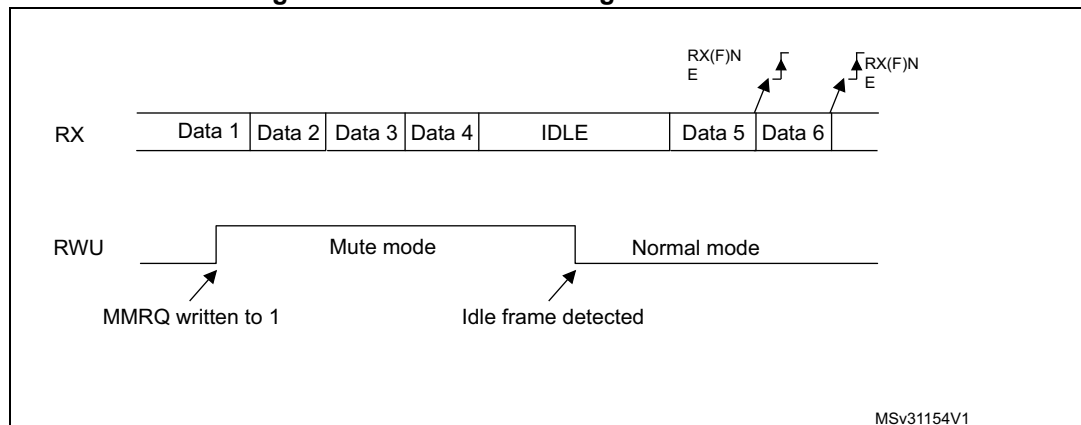 RX(F)N
E
RX(F)N
E
RX
Data 1
Data 2
Data 3
Data 4
IDLE
Data 5
Data 6
RWU
Mute mode
Normal mode
MMRQ written to 1
Idle frame detected
MSv31154V1